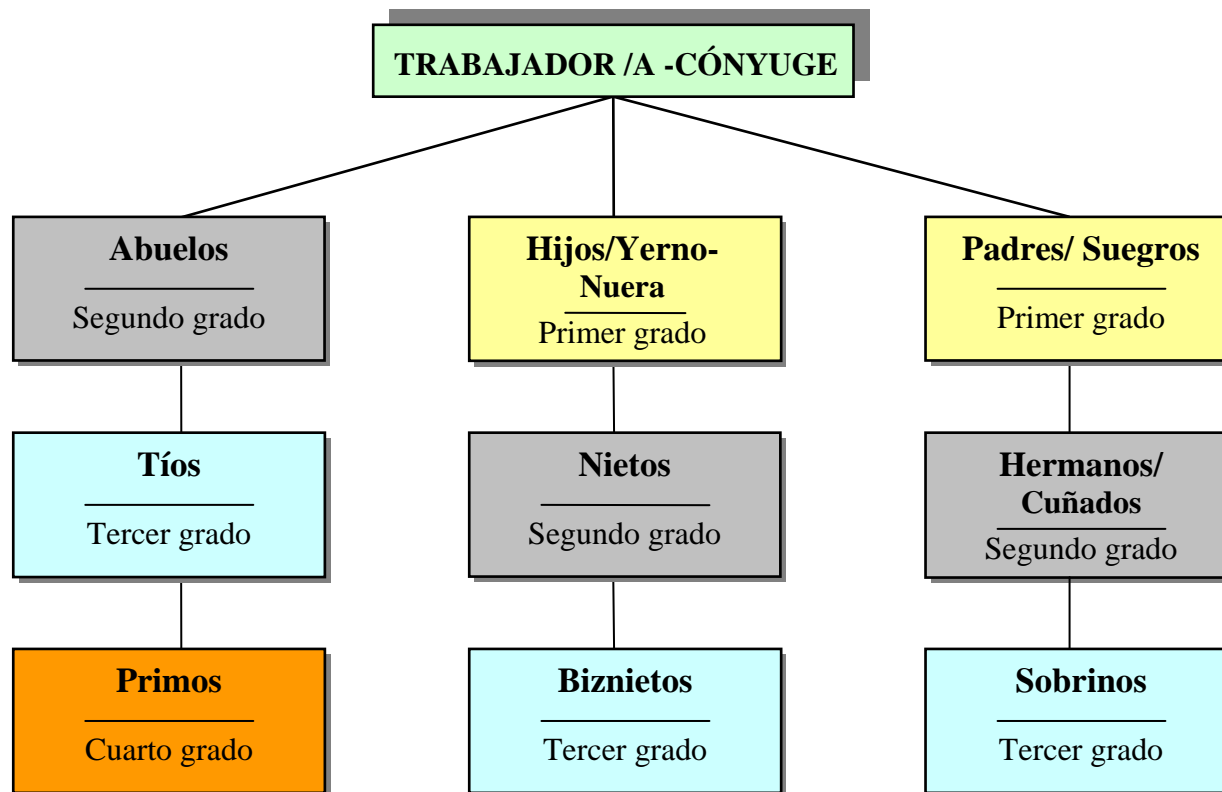 TRABAJADOR /A -CÓNYUGE
Abuelos
Segundo grado
Hijos/Yerno-
Nuera
Primer grado
Padres/ Suegros
Primer grado
Tíos
Tercer grado
Nietos
Segundo grado
Hermanos/
Cuñados
Segundo grado
Primos
Cuarto grado
Biznietos
Tercer grado
Sobrinos
Tercer grado